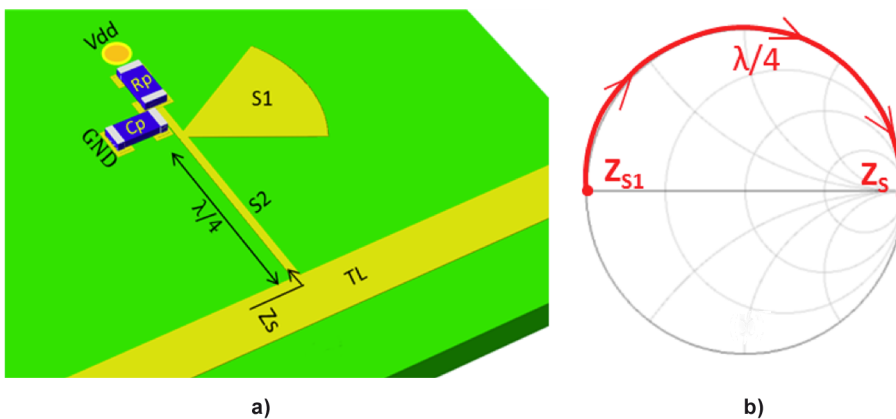 Vdd
Rp
Cp
GND
S1
S2
λ/4
TL
Zs
a)
λ/4
ZS1
ZS
b)